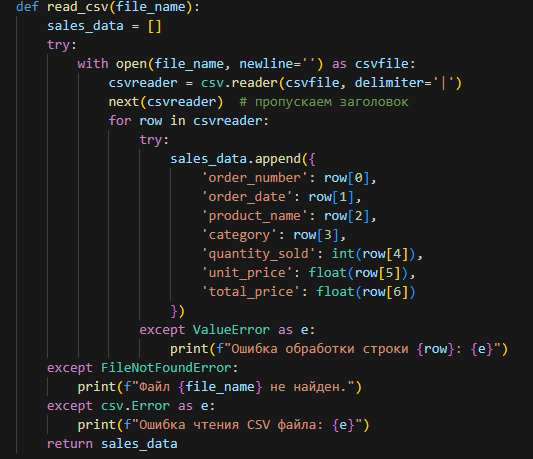 def read_csv(file_name):
    sales_data = []
    try:
        with open(file_name, newline='') as csvfile:
            csvreader = csv.reader(csvfile, delimiter='|')
            next(csvreader)  # пропускаем заголовок
            for row in csvreader:
                try:
                    sales_data.append({
                        'order_number': row[0],
                        'order_date': row[1],
                        'product_name': row[2],
                        'category': row[3],
                        'quantity_sold': int(row[4]),
                        'unit_price': float(row[5]),
                        'total_price': float(row[6])
                    })
                except ValueError as e:
                    print(f"Ошибка обработки строки {row}: {e}")
    except FileNotFoundError:
        print(f"Файл {file_name} не найден.")
    except csv.Error as e:
        print(f"Ошибка чтения CSV файла: {e}")
    return sales_data